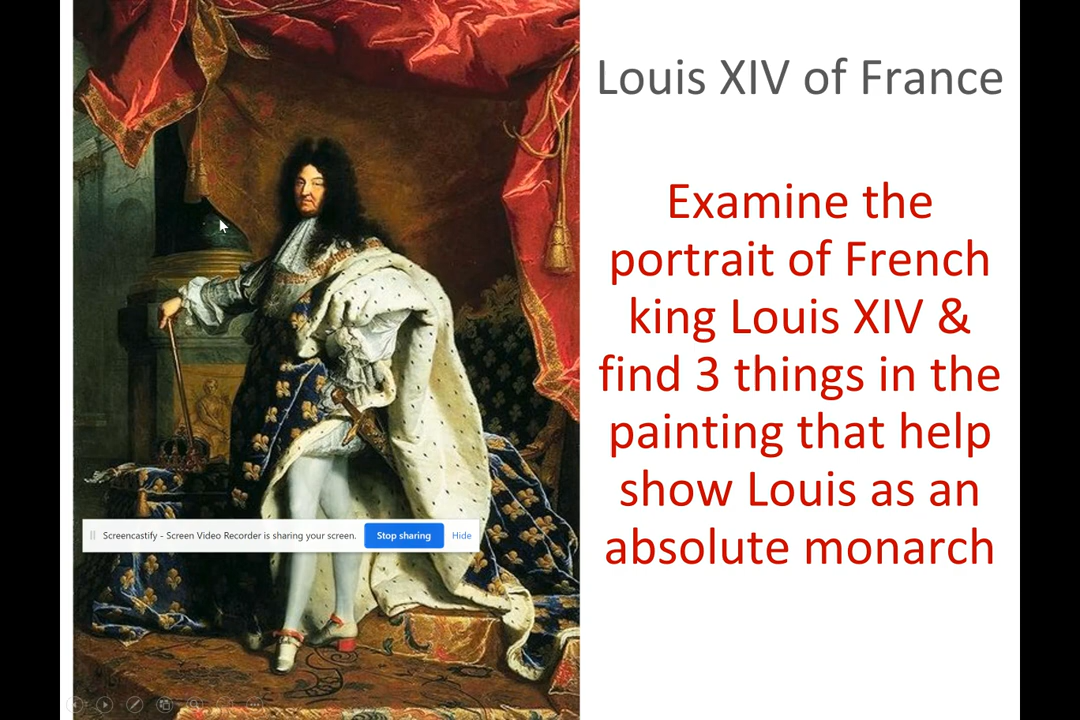 Louis XIV of France
Examine the
portrait of French
king Louis XIV &
find 3 things in the
painting that help
show Louis as an
absolute monarch
Screencastify - Screen Video Recorder is sharing your screen. Stop sharing Hide